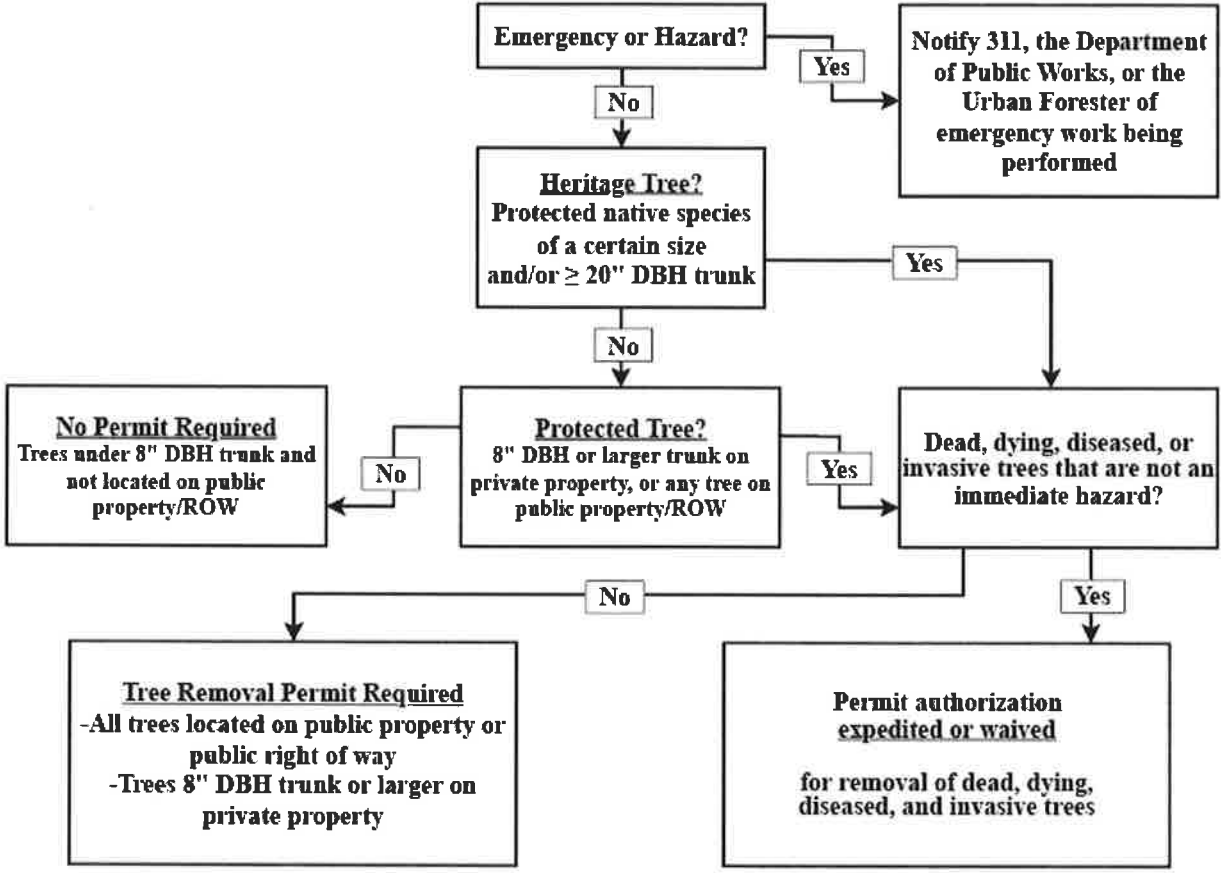 Emergency or Hazard?
Yes
Notify 311, the Department
of Public Works, or the
Urban Forester of
emergency work being
performed
No
Heritage Tree?
Protected native species
of a certain size
and/or ≥ 20" DBH trunk
Yes
No
No Permit Required
Trees under 8" DBH trunk and
not located on public
property/ROW
No
Protected Tree?
8" DBH or larger trunk on
private property, or any tree on
public property/ROW
Yes
Dead, dying, diseased, or
invasive trees that are not an
immediate hazard?
No
Yes
Tree Removal Permit Required
-All trees located on public property or
public right of way
-Trees 8" DBH trunk or larger on
private property
Permit authorization
expedited or waived
for removal of dead, dying,
diseased, and invasive trees